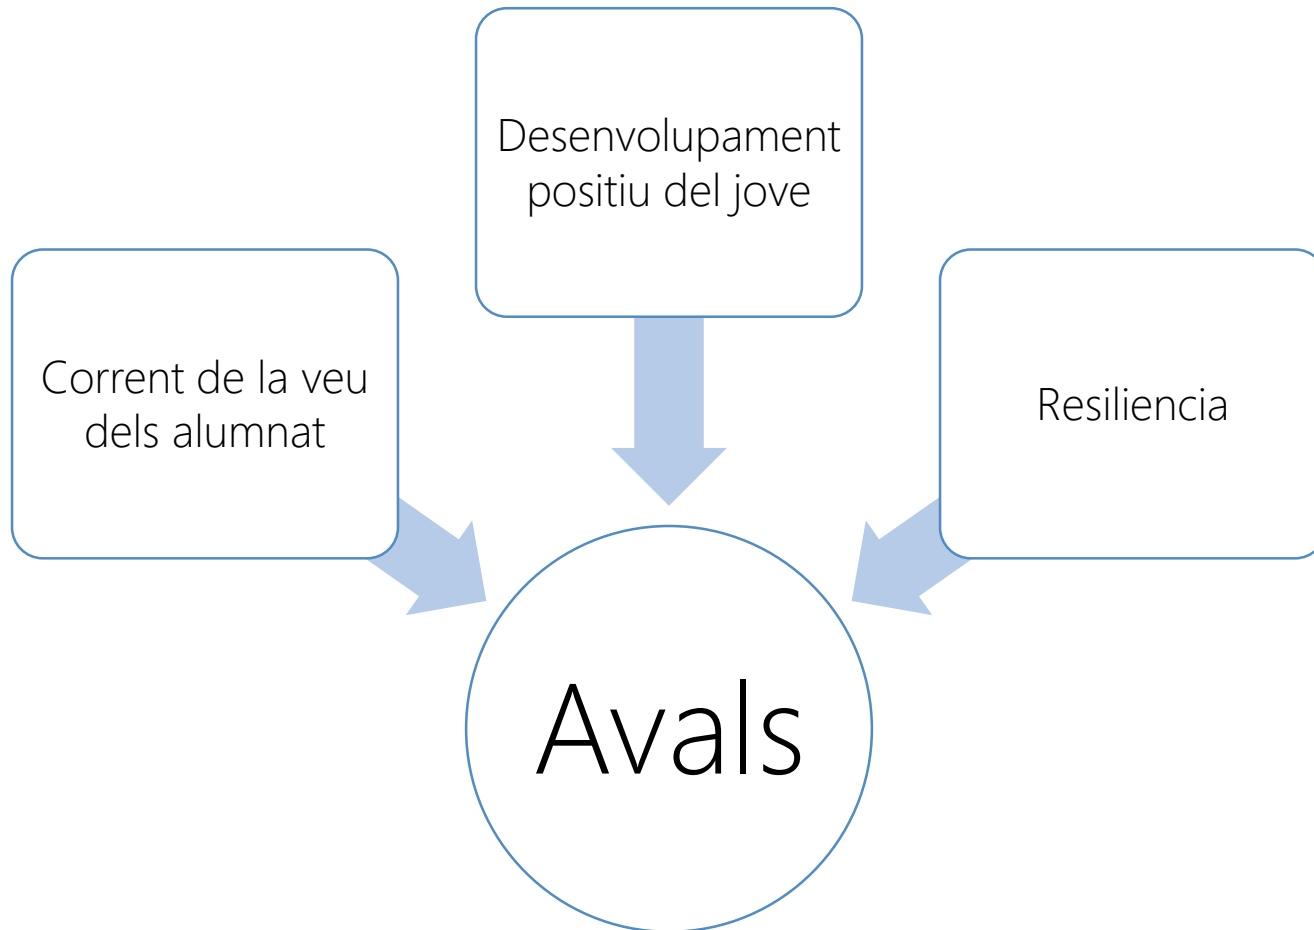 Desenvolupament
positiu del jove
Corrent de la veu
dels alumnat
Resiliencia
Avals